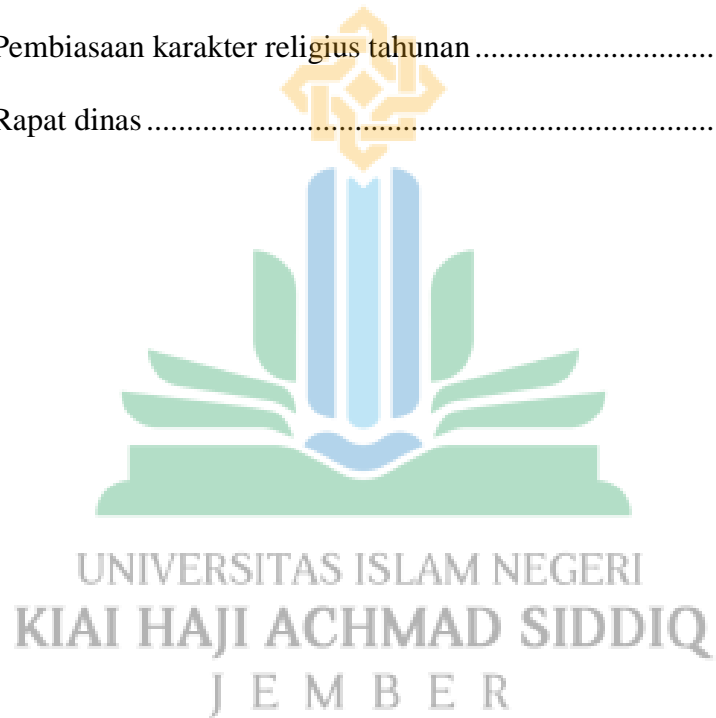 Pembiasaan karakter religius tahunan ..............................
Rapat dinas .......................................................................
UNIVERSITAS ISLAM NEGERI
KIAI HAJI ACHMAD SIDDIQ
J E M B E R